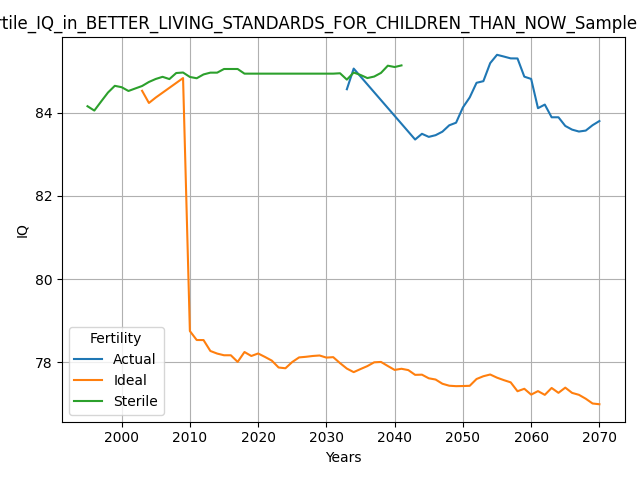 rtile_IQ_in_BETTER_LIVING_STANDARDS_FOR_CHILDREN_THAN_NOW_Sample
IQ
84
82
80
78
Fertility
Actual
Ideal
Sterile
2000 2010 2020 2030 2040 2050 2060 2070
Years